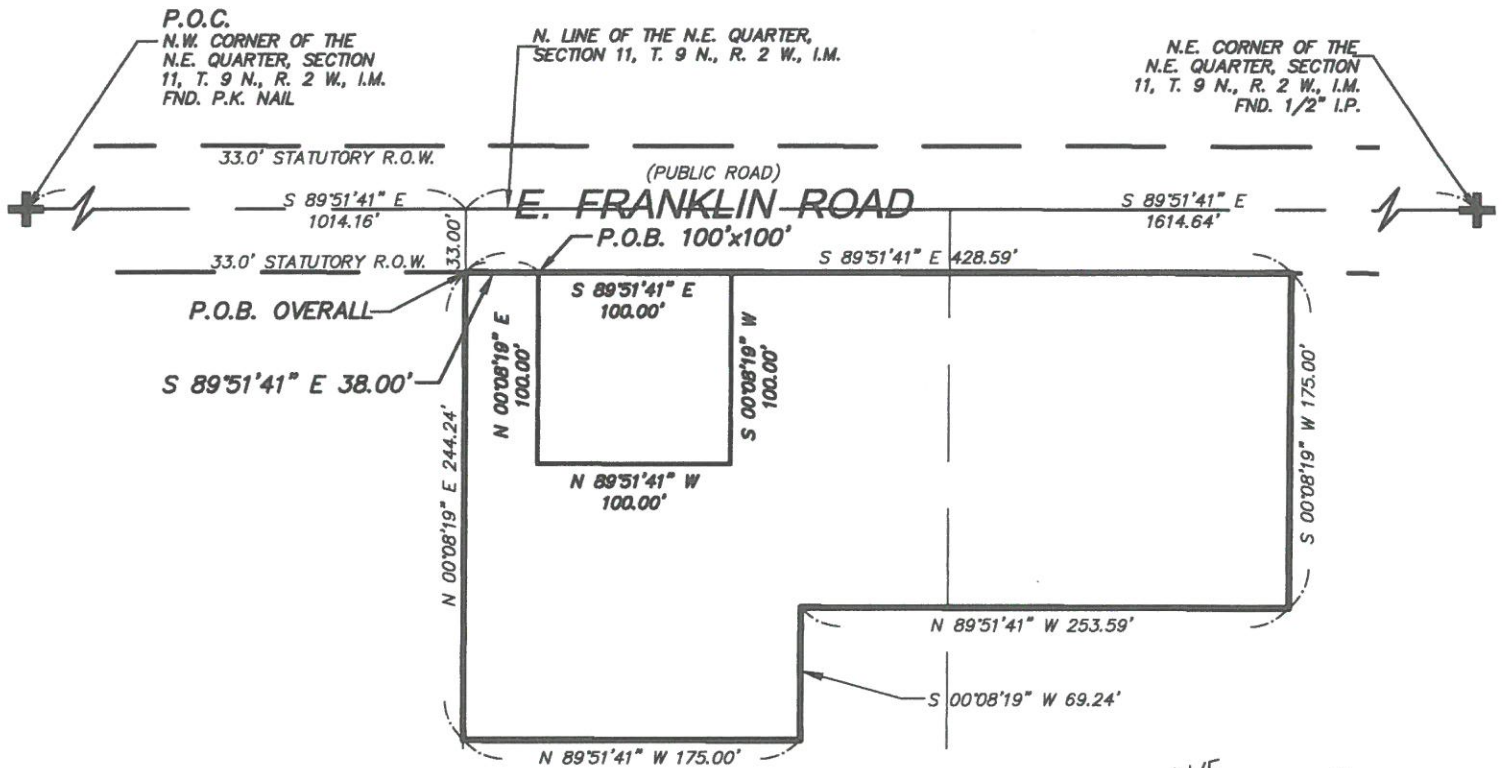 P.O.C.
N.W. CORNER OF THE
N.E. QUARTER, SECTION
11, T. 9 N., R. 2 W., I.M.
FND. P.K. NAIL
N. LINE OF THE N.E. QUARTER,
SECTION 11, T. 9 N., R. 2 W., I.M.
N.E. CORNER OF THE
N.E. QUARTER, SECTION
11, T. 9 N., R. 2 W., I.M.
FND. 1/2" I.P.
33.0' STATUTORY R.O.W.
(PUBLIC ROAD)
S 89°51'41" E
1014.16'
E. FRANKLIN ROAD
S 89°51'41" E
1614.64'
33.00'
P.O.B. 100'x100'
33.0' STATUTORY R.O.W.
S 89°51'41" E 428.59'
P.O.B. OVERALL
S 89°51'41" E
100.00'
N 00°08'19" E
100.00'
S 00°08'19" W
100.00'
S 89°51'41" E 38.00'
N 89°51'41" W
100.00'
N 00°08'19" E 244.24'
S 00°08'19" W 175.00'
N 89°51'41" W 253.59'
S 00°08'19" W 69.24'
N 89°51'41" W 175.00'